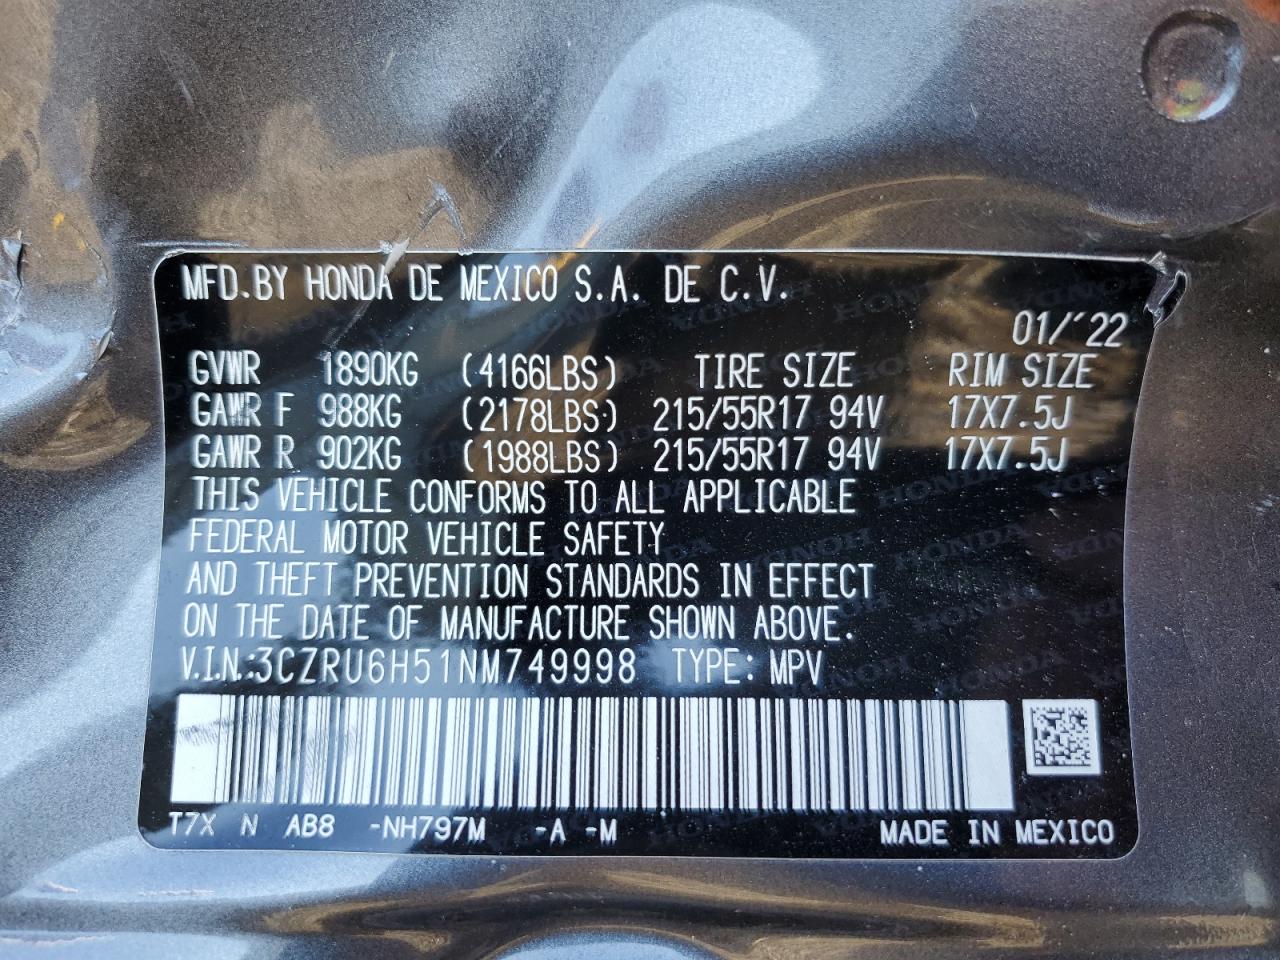 MFD.BY HONDA DE MEXICO S.A. DE C.V.
01/'22
GVWR 1890KG (4166LBS) TIRE SIZE RIM SIZE
GAWR F 988KG (2178LBS) 215/55R17 94V 17X7.5J
GAWR R 902KG (1988LBS) 215/55R17 94V 17X7.5J
THIS VEHICLE CONFORMS TO ALL APPLICABLE
FEDERAL MOTOR VEHICLE SAFETY
AND THEFT PREVENTION STANDARDS IN EFFECT
ON THE DATE OF MANUFACTURE SHOWN ABOVE.
V.I.N.:3CZRU6H51NM749998 TYPE: MPV
T7X N AB8 -NH797M -A -M MADE IN MEXICO